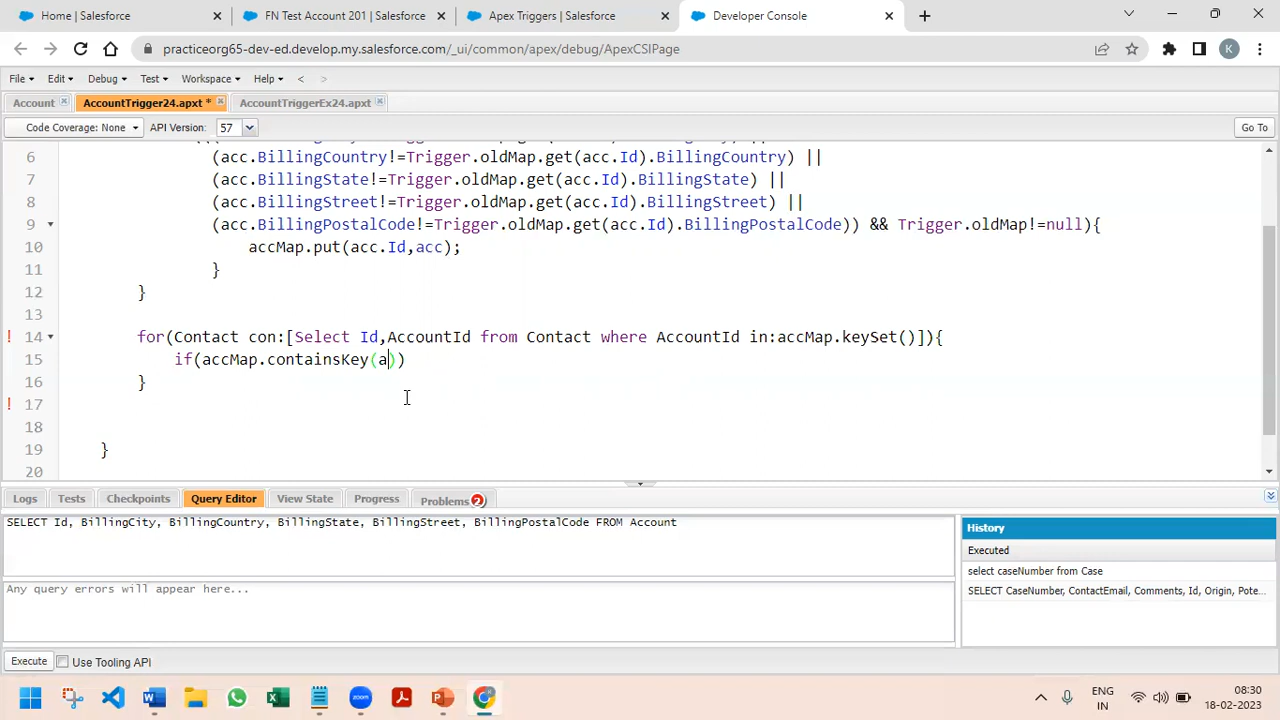 Home | Salesforce
FN Test Account 201 | Salesforce
Apex Triggers | Salesforce
Developer Console
practiceorg65-dev-ed.develop.my.salesforce.com/_ui/common/apex/debug/ApexCSIPage
K
File Edit Debug Test Workspace Help < >
Account AccountTrigger24.apxt * AccountTriggerEx24.apxt
Code Coverage: None API Version: 57 Go To
6 (acc.BillingCountry!=Trigger.oldMap.get(acc.Id).BillingCountry) ||
7 (acc.BillingState!=Trigger.oldMap.get(acc.Id).BillingState) ||
8 (acc.BillingStreet!=Trigger.oldMap.get(acc.Id).BillingStreet) ||
9 (acc.BillingPostalCode!=Trigger.oldMap.get(acc.Id).BillingPostalCode)) && Trigger.oldMap!=null){
10 accMap.put(acc.Id,acc);
11 }
12 }
13
! 14 for(Contact con:[Select Id,AccountId from Contact where AccountId in:accMap.keySet()]){
15 if(accMap.containsKey(a))
16 }
! 17
18
19 }
20
Logs Tests Checkpoints Query Editor View State Progress Problems 2
SELECT Id, BillingCity, BillingCountry, BillingState, BillingStreet, BillingPostalCode FROM Account
Any query errors will appear here...
History
Executed
select caseNumber from Case
SELECT CaseNumber, ContactEmail, Comments, Id, Origin, Pote...
Execute Use Tooling API
ENG
IN
08:30
18-02-2023